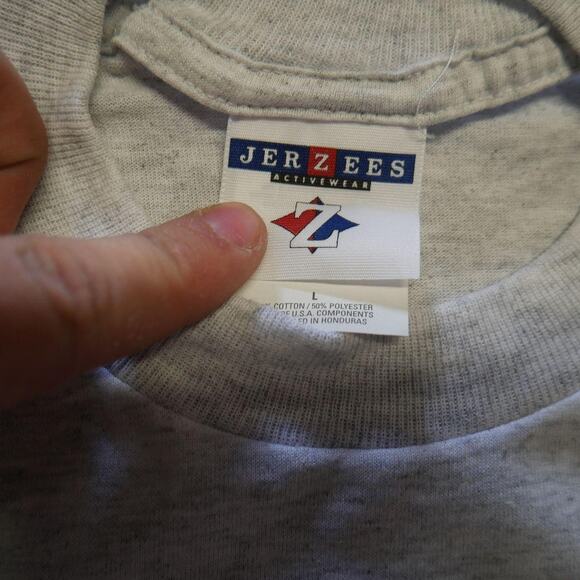 JERZEES
ACTIVEWEAR
Z
L
COTTON / 50% POLYESTER
U.S.A. COMPONENTS
IN HONDURAS